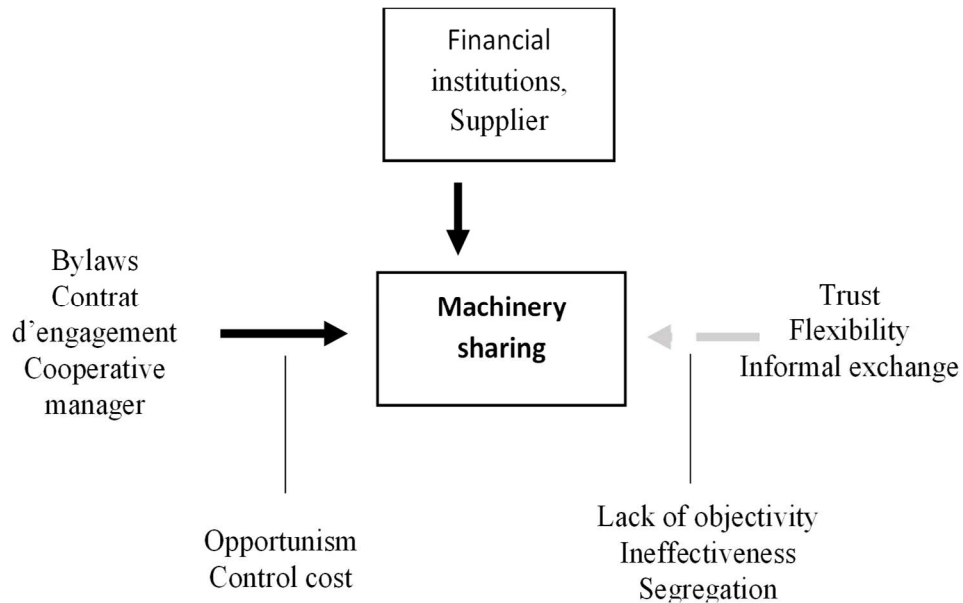 Financial
institutions,
Supplier
Bylaws
Contrat
d’engagement
Cooperative
manager
Machinery
sharing
Trust
Flexibility
Informal exchange
Opportunism
Control cost
Lack of objectivity
Ineffectiveness
Segregation